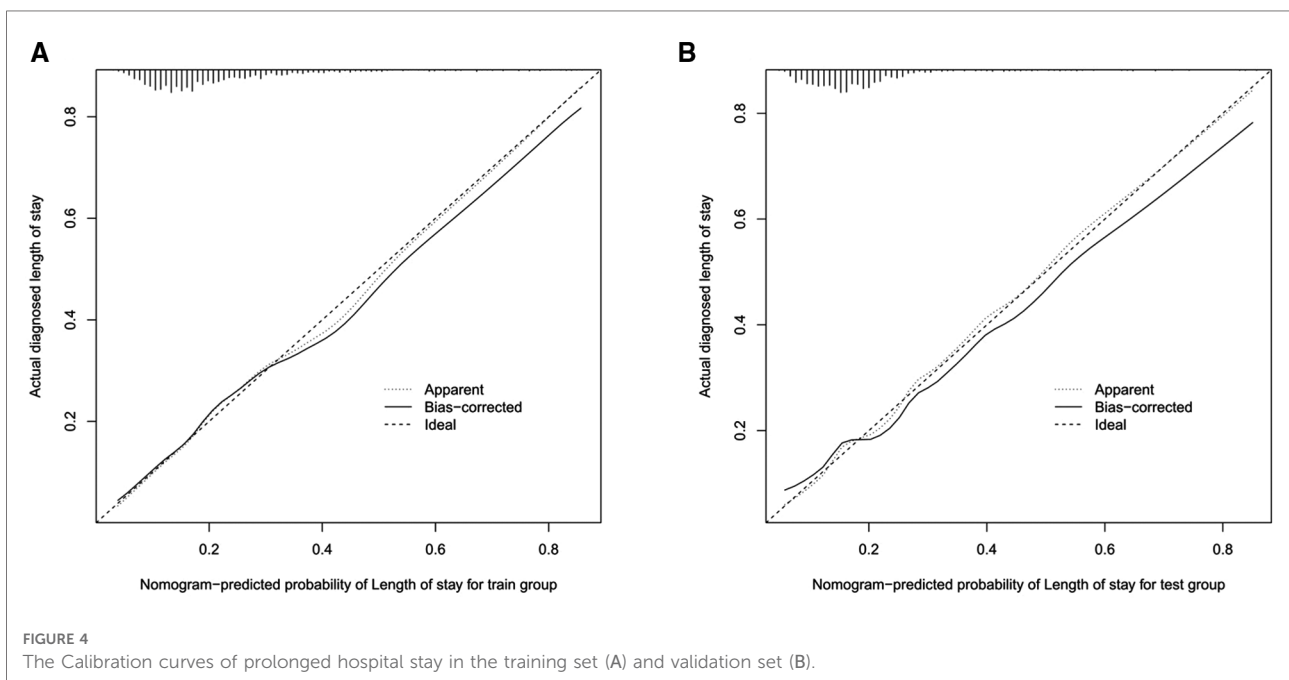 A
Actual diagnosed length of stay
0.8
0.6
0.4
0.2
Apparent
Bias−corrected
Ideal
0.2 0.4 0.6 0.8
Nomogram−predicted probability of Length of stay for train group
B
Actual diagnosed length of stay
0.8
0.6
0.4
0.2
Apparent
Bias−corrected
Ideal
0.2 0.4 0.6 0.8
Nomogram−predicted probability of Length of stay for test group
FIGURE 4
The Calibration curves of prolonged hospital stay in the training set (A) and validation set (B).